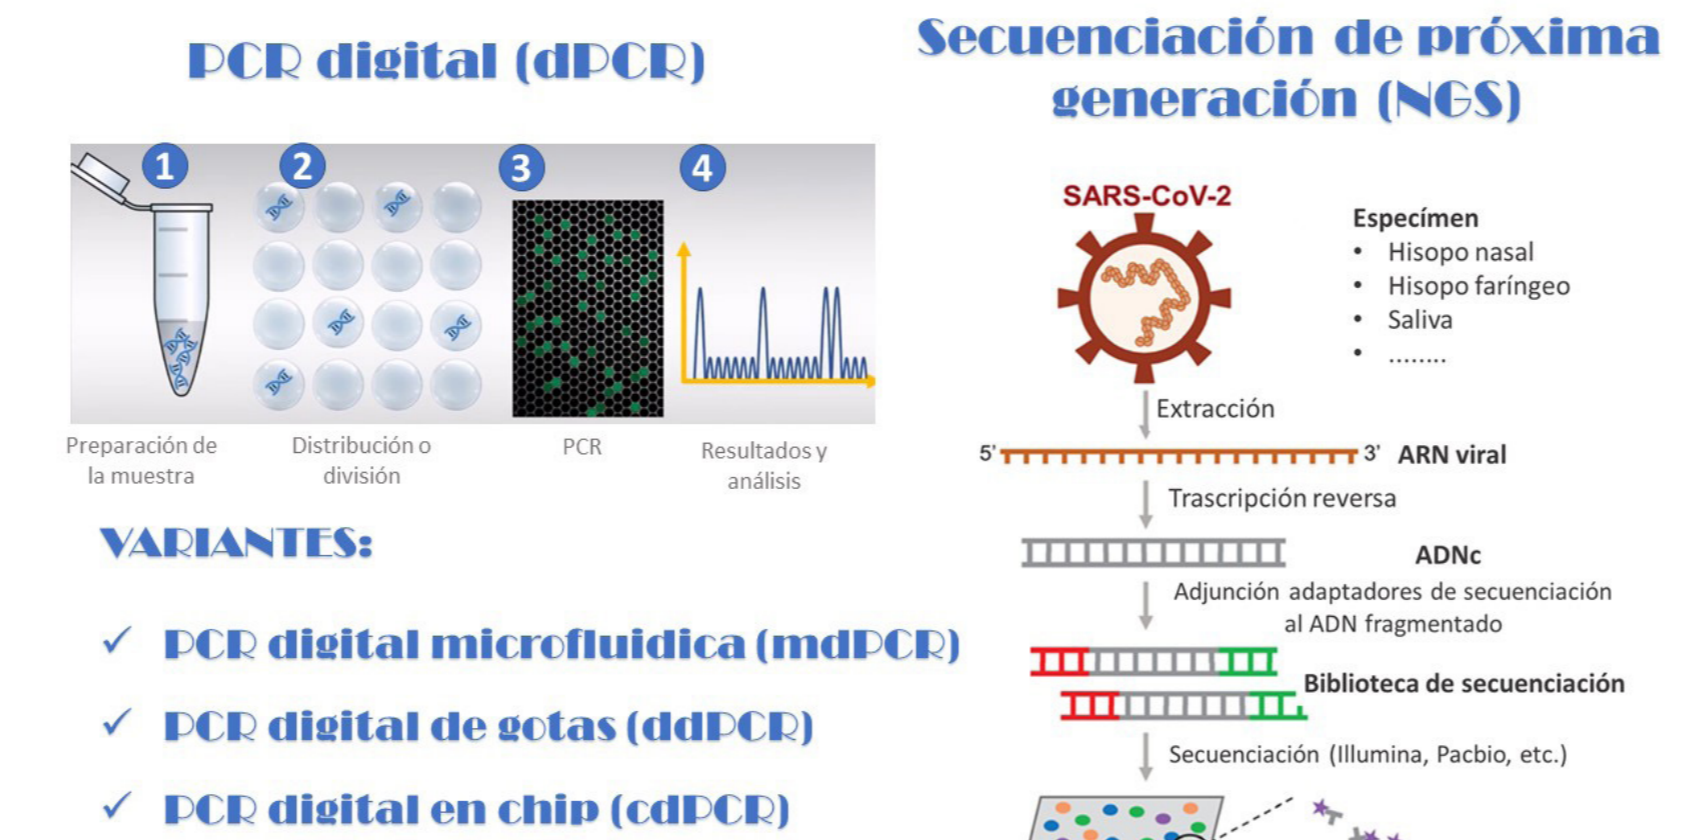 PCR digital (dPCR)
1
2
3
4
Preparación de
la muestra
Distribución o
división
PCR
Resultados y
análisis
VARIANTES:
✓ PCR digital microfluidica (mdPCR)
✓ PCR digital de gotas (ddPCR)
✓ PCR digital en chip (cdPCR)
Secuenciación de próxima
generación (NGS)
SARS-CoV-2
Espécimen
• Hisopo nasal
• Hisopo faríngeo
• Saliva
• ........
Extracción
5' 3' ARN viral
Trascripción reversa
ADNc
Adjunción adaptadores de secuenciación
al ADN fragmentado
Biblioteca de secuenciación
Secuenciación (Illumina, Pacbio, etc.)